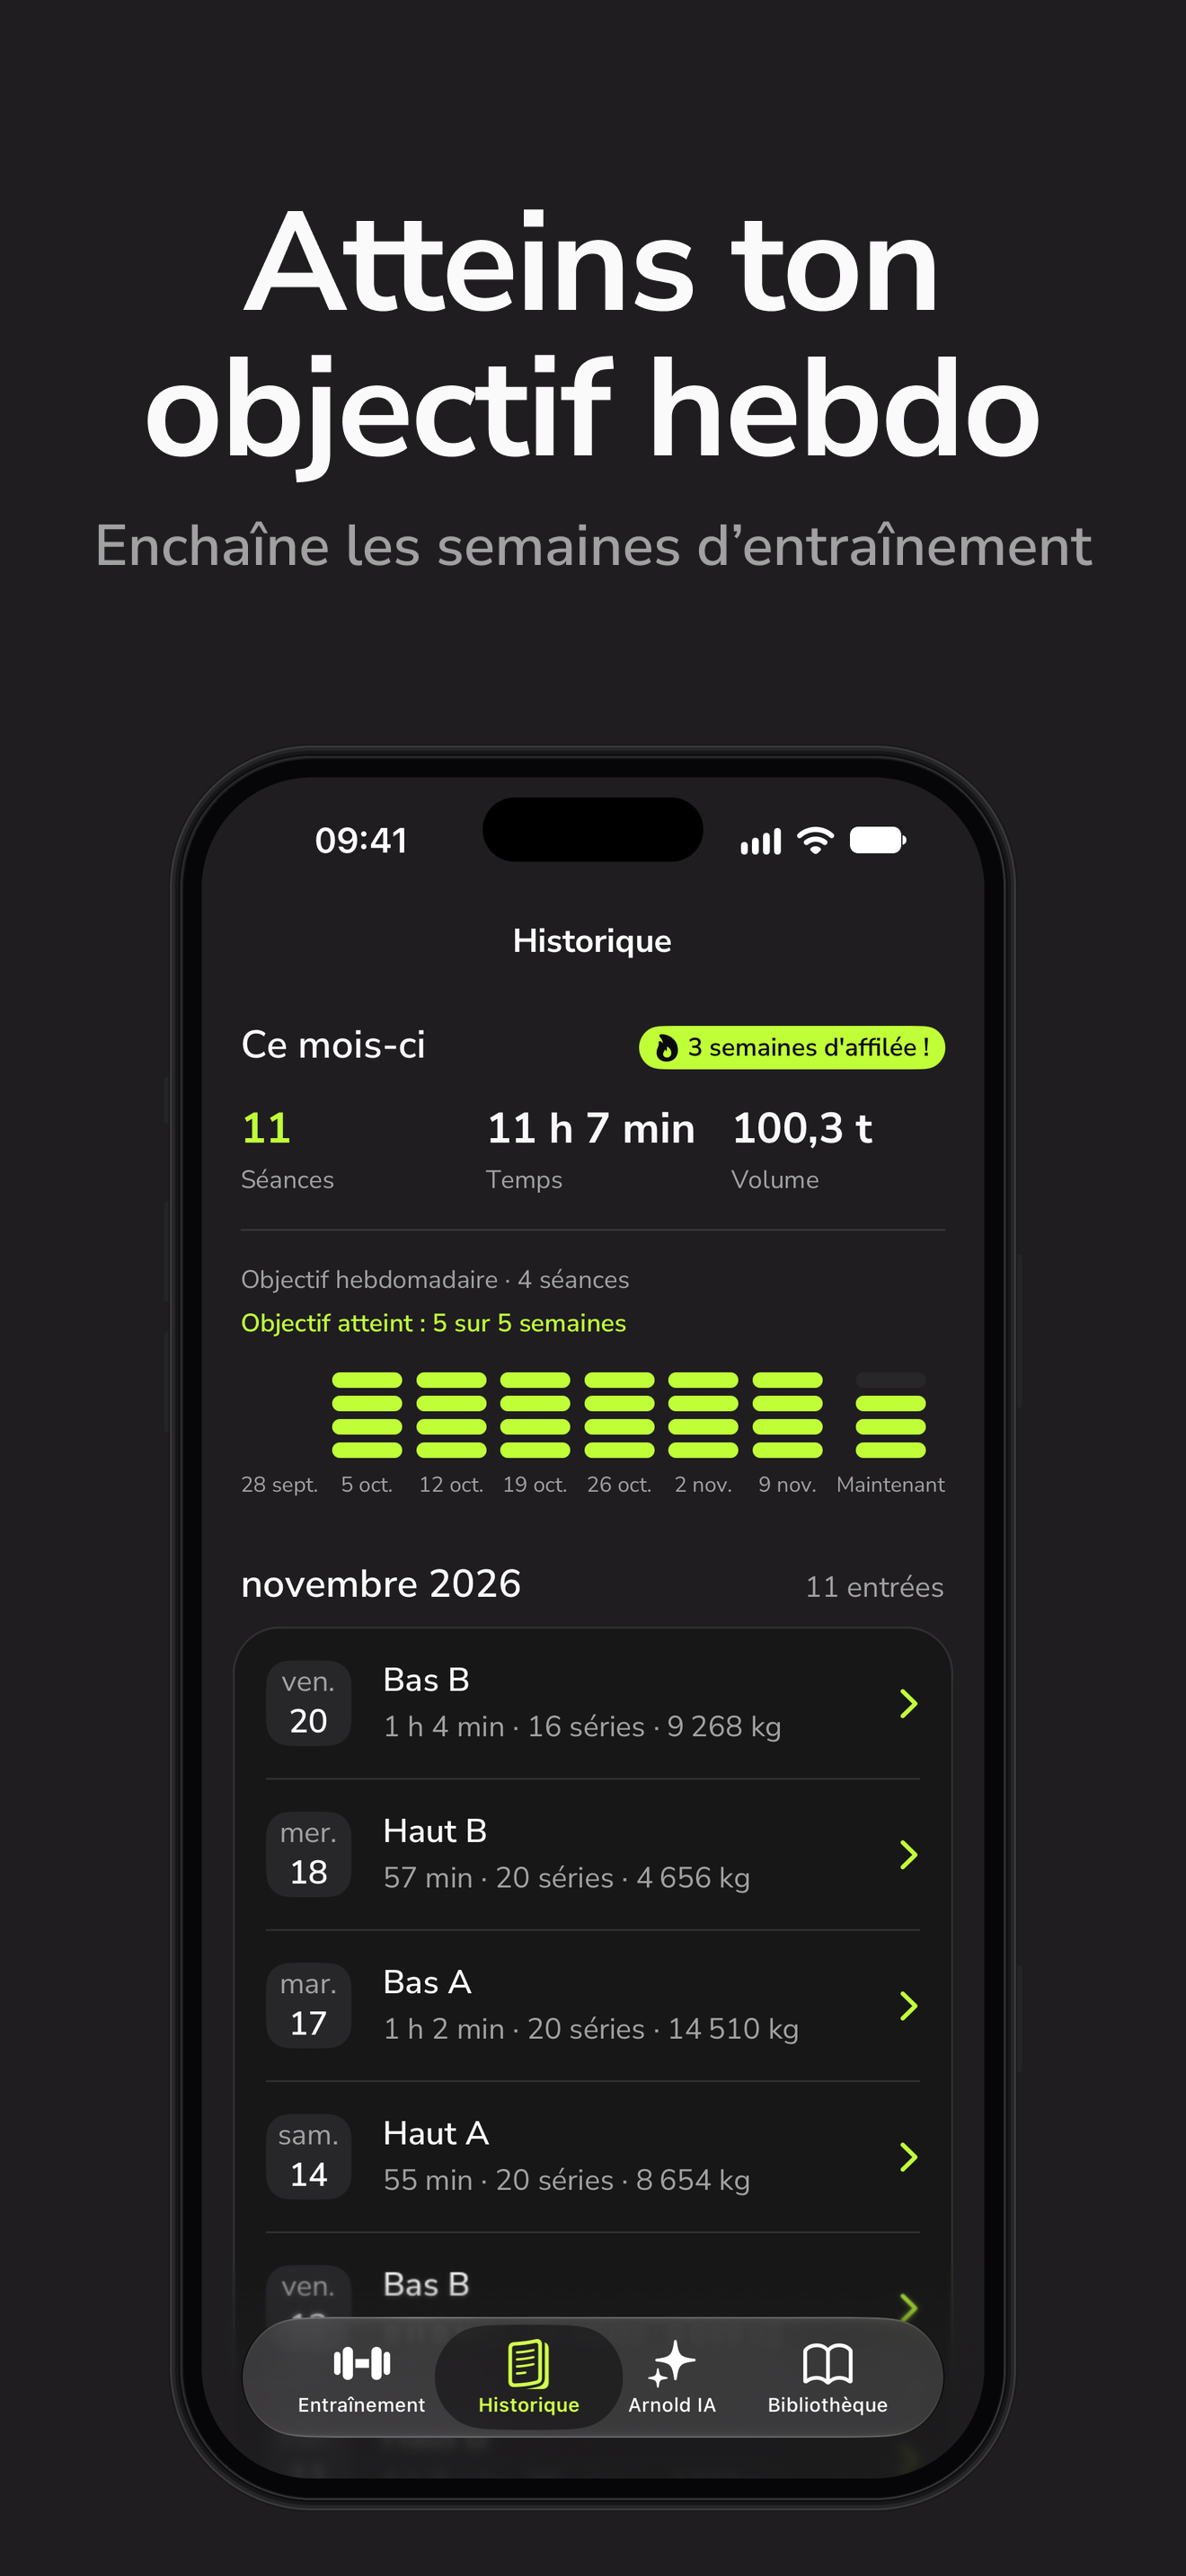 Atteins ton
objectif hebdo
Enchaîne les semaines d’entraînement
09:41
Historique
Ce mois-ci
3 semaines d'affilée !
11
11 h 7 min
100,3 t
Séances
Temps
Volume
Objectif hebdomadaire · 4 séances
Objectif atteint : 5 sur 5 semaines
28 sept.
5 oct.
12 oct.
19 oct.
26 oct.
2 nov.
9 nov.
Maintenant
novembre 2026
11 entrées
ven.
20
Bas B
1 h 4 min · 16 séries · 9 268 kg
mer.
18
Haut B
57 min · 20 séries · 4 656 kg
mar.
17
Bas A
1 h 2 min · 20 séries · 14 510 kg
sam.
14
Haut A
55 min · 20 séries · 8 654 kg
ven.
Bas B
Entraînement
Historique
Arnold IA
Bibliothèque